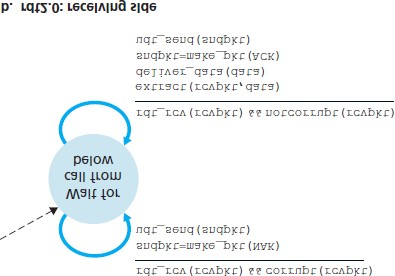 rdt_rcv(rcvpkt) && corrupt(rcvpkt)
sndpkt=make_pkt(NAK)
udt_send(sndpkt)
Wait for
call from
below
rdt_rcv(rcvpkt) && notcorrupt(rcvpkt)
extract(rcvpkt,data)
deliver_data(data)
sndpkt=make_pkt(ACK)
udt_send(sndpkt)
b. rdt2.0: receiving side